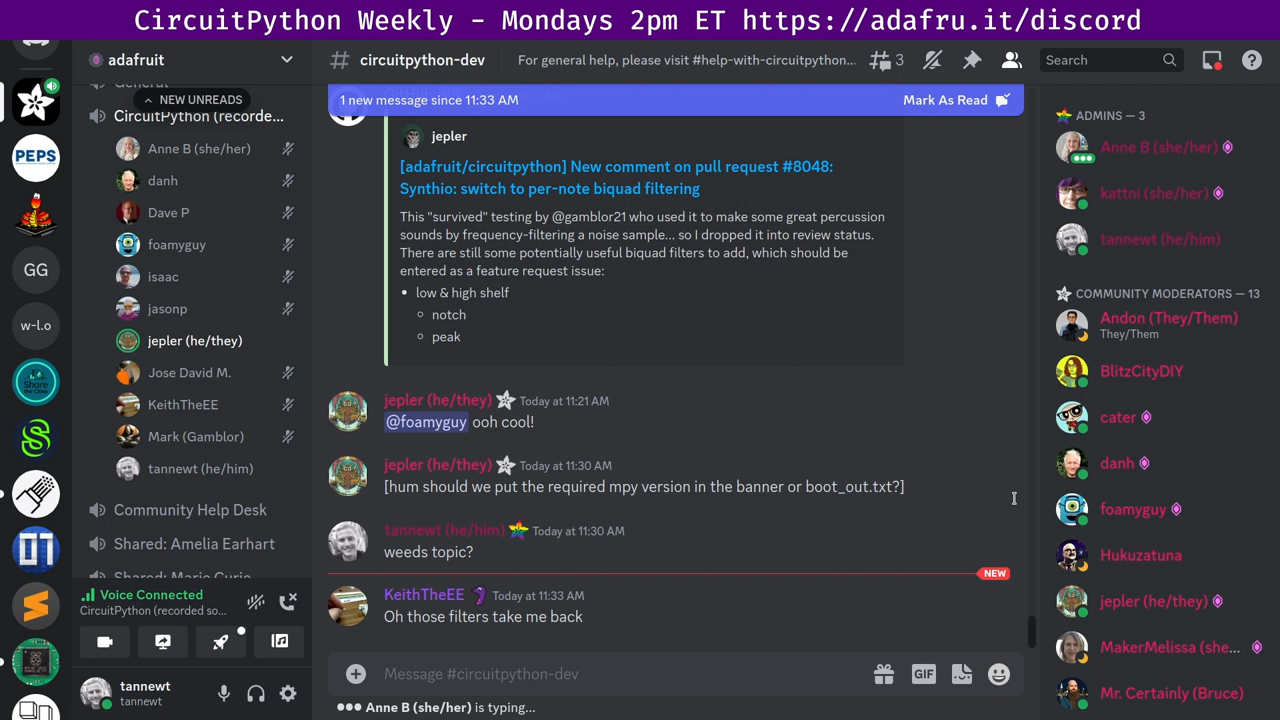 CircuitPython Weekly - Mondays 2pm ET https://adafru.it/discord
adafruit
General
NEW UNREADS
CircuitPython (recorde...
Anne B (she/her)
danh
Dave P
foamyguy
isaac
jasonp
jepler (he/they)
Jose David M.
KeithTheEE
Mark (Gamblor)
tannewt (he/him)
Community Help Desk
Shared: Amelia Earhart
Shared: Marie Curie
Voice Connected
CircuitPython (recorded so...
tannewt
tannewt
PEPS
GG
w-l.o
Share
# circuitpython-dev
For general help, please visit #help-with-circuitpython...
3
Search
1 new message since 11:33 AM
Mark As Read
jepler
[adafruit/circuitpython] New comment on pull request #8048:
Synthio: switch to per-note biquad filtering
This "survived" testing by @gamblor21 who used it to make some great percussion
sounds by frequency-filtering a noise sample... so I dropped it into review status.
There are still some potentially useful biquad filters to add, which should be
entered as a feature request issue:
• low & high shelf
○ notch
○ peak
jepler (he/they) Today at 11:21 AM
@foamyguy ooh cool!
jepler (he/they) Today at 11:30 AM
[hum should we put the required mpy version in the banner or boot_out.txt?]
tannewt (he/him) Today at 11:30 AM
weeds topic?
NEW
KeithTheEE Today at 11:33 AM
Oh those filters take me back
Message #circuitpython-dev
GIF
Anne B (she/her) is typing...
ADMINS — 3
Anne B (she/her)
kattni (she/her)
tannewt (he/him)
COMMUNITY MODERATORS — 13
Andon (They/Them)
They/Them
BlitzCityDIY
cater
danh
foamyguy
Hukuzatuna
jepler (he/they)
MakerMelissa (she...
Mr. Certainly (Bruce)